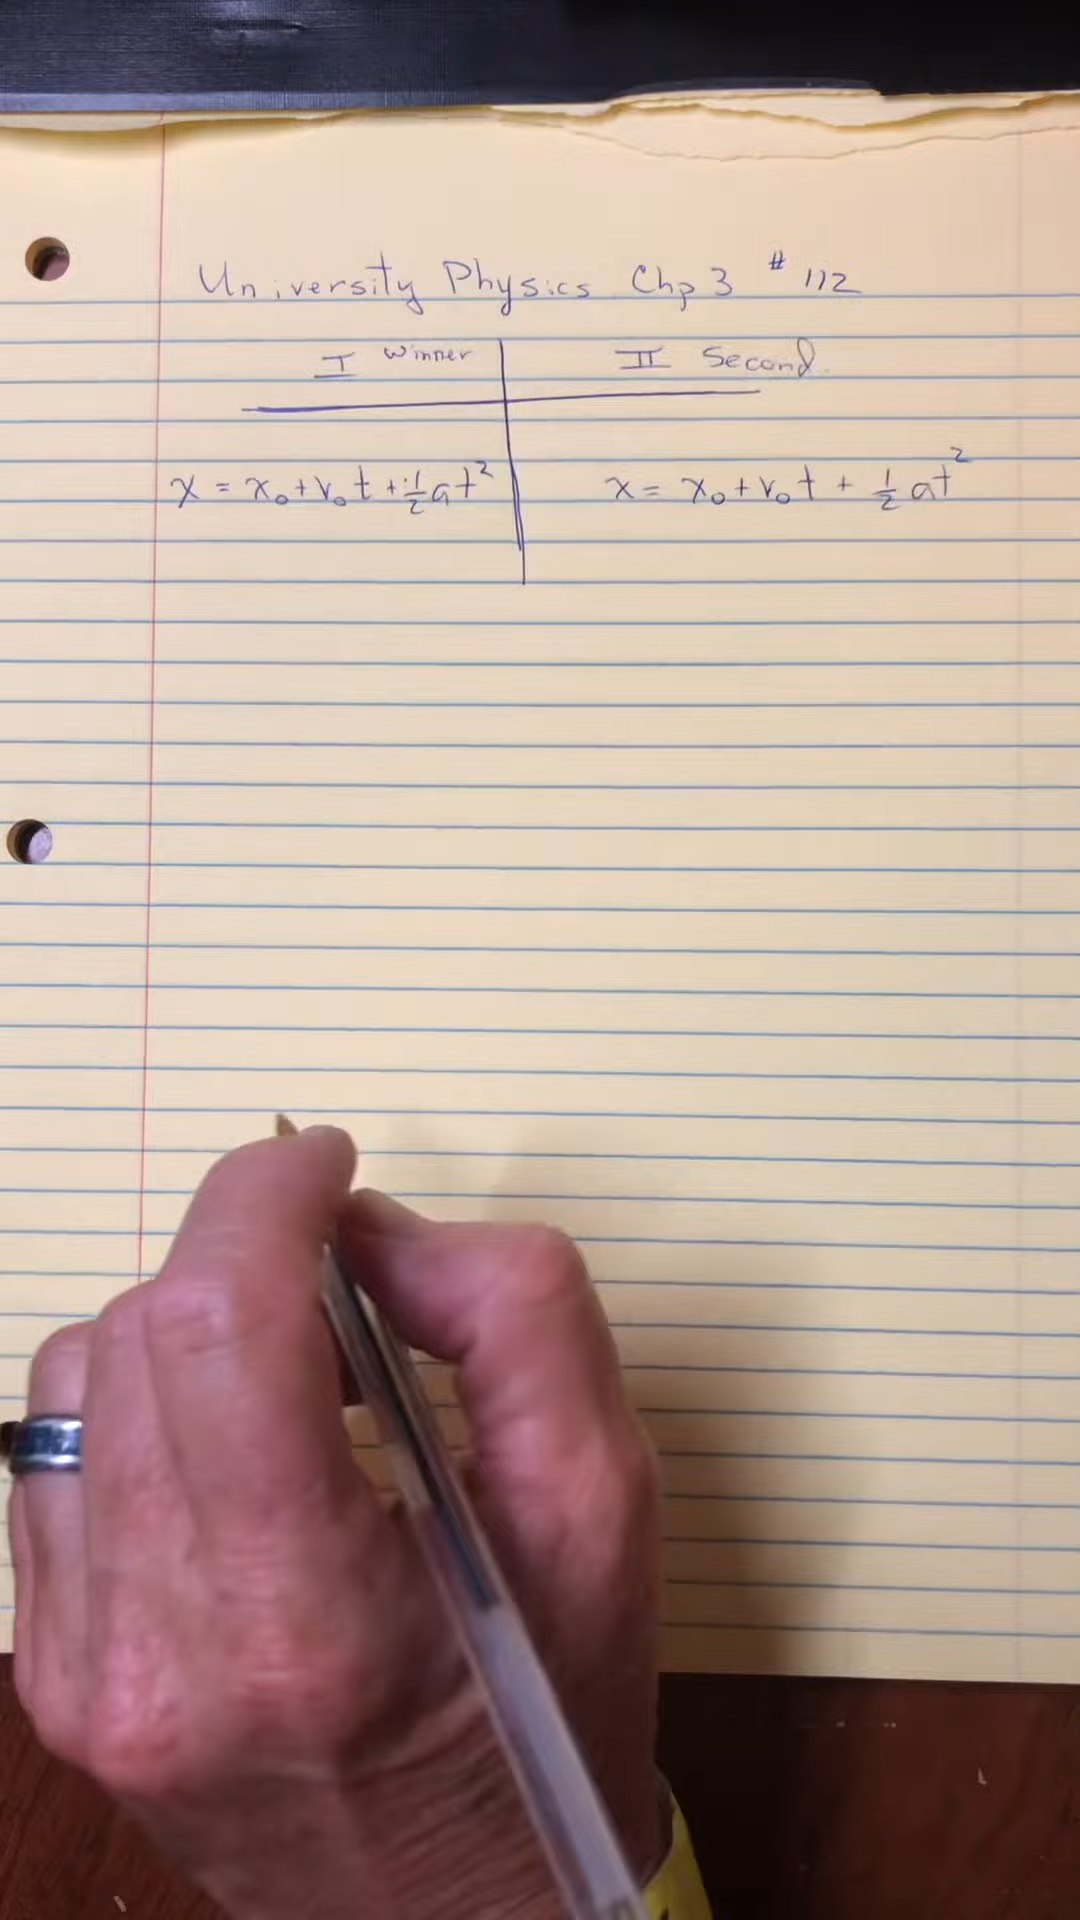 University Physics Chp 3 # 112
I Winner II Second.
x = x₀ + v₀t + ½at² x = x₀ + v₀t + ½at²